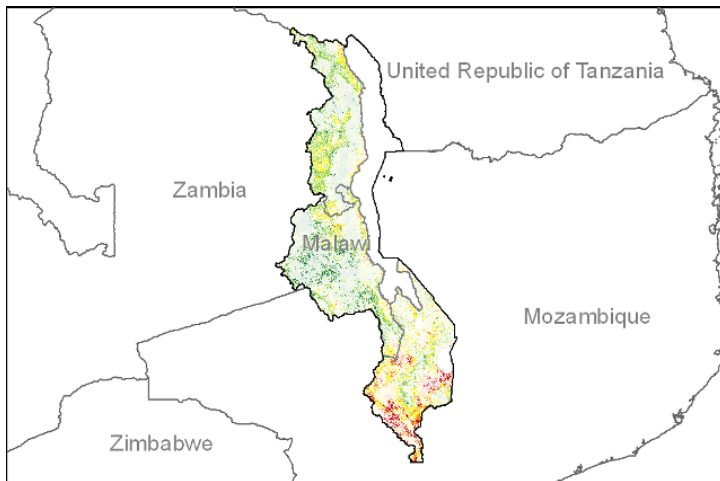 United Republic of Tanzania
Zambia
Malawi
Mozambique
Zimbabwe